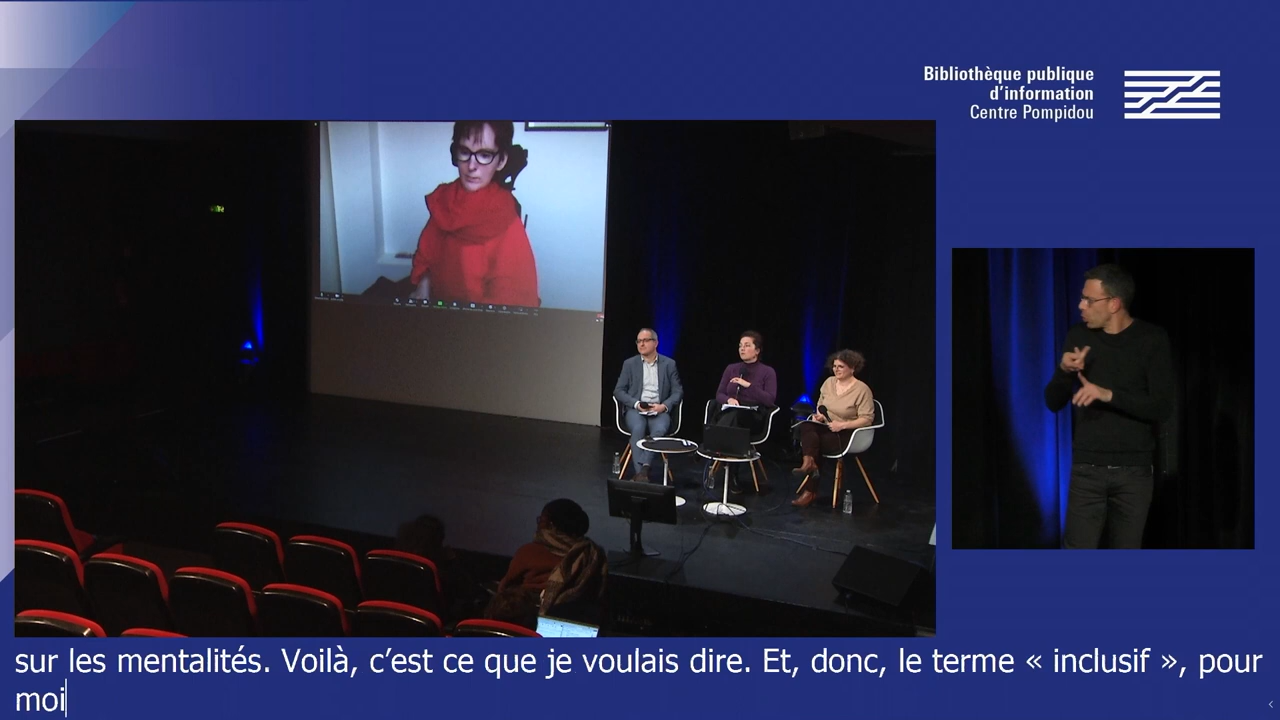 Bibliothèque publique
d'information
Centre Pompidou
sur les mentalités. Voilà, c'est ce que je voulais dire. Et, donc, le terme « inclusif », pour
moi